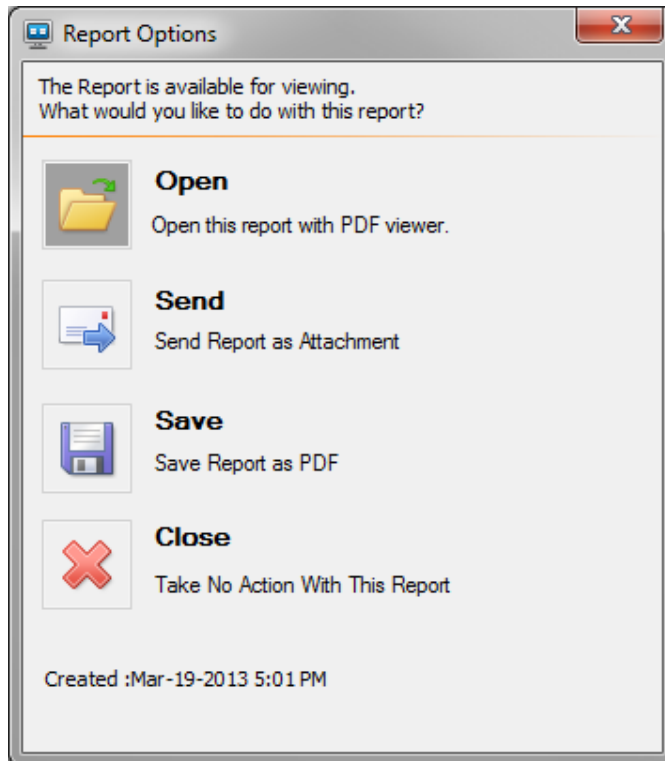 Report Options
The Report is available for viewing.
What would you like to do with this report?
Open
Open this report with PDF viewer.
Send
Send Report as Attachment
Save
Save Report as PDF
Close
Take No Action With This Report
Created :Mar-19-2013 5:01 PM